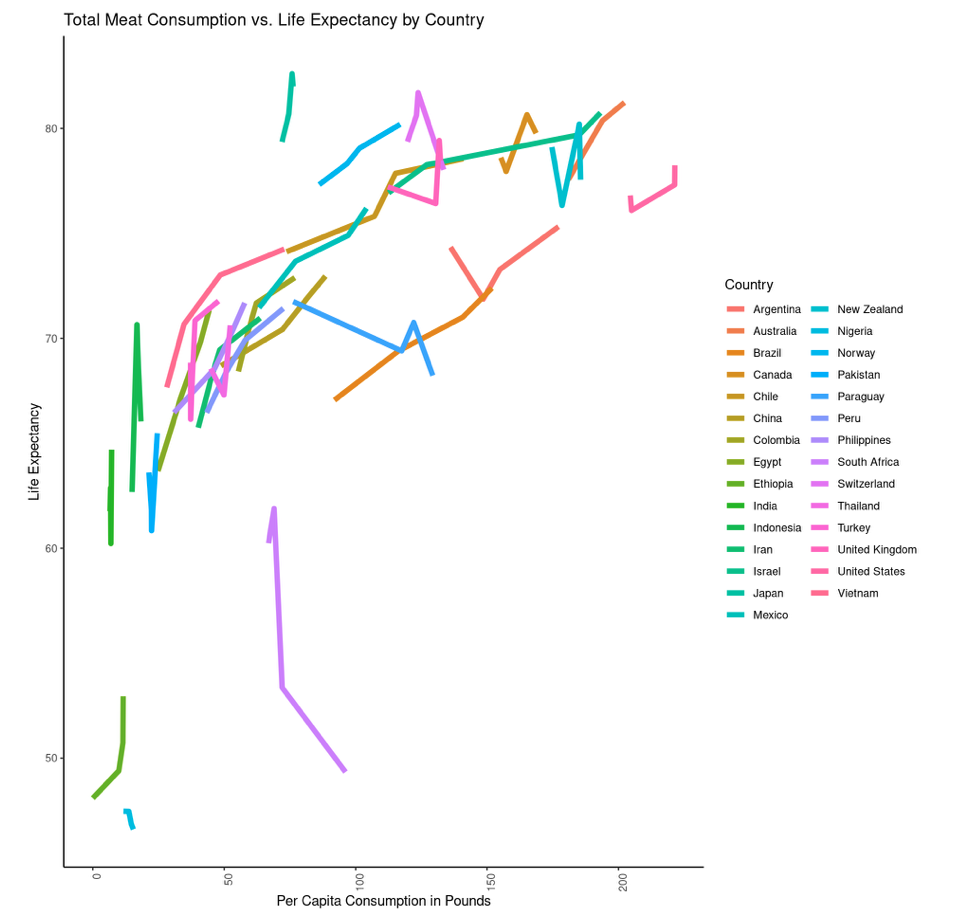 Total Meat Consumption vs. Life Expectancy by Country
80
70
60
50
Life Expectancy
0
50
100
150
200
Per Capita Consumption in Pounds
Country
Argentina
Australia
Brazil
Canada
Chile
China
Colombia
Egypt
Ethiopia
India
Indonesia
Iran
Israel
Japan
Mexico
New Zealand
Nigeria
Norway
Pakistan
Paraguay
Peru
Philippines
South Africa
Switzerland
Thailand
Turkey
United Kingdom
United States
Vietnam